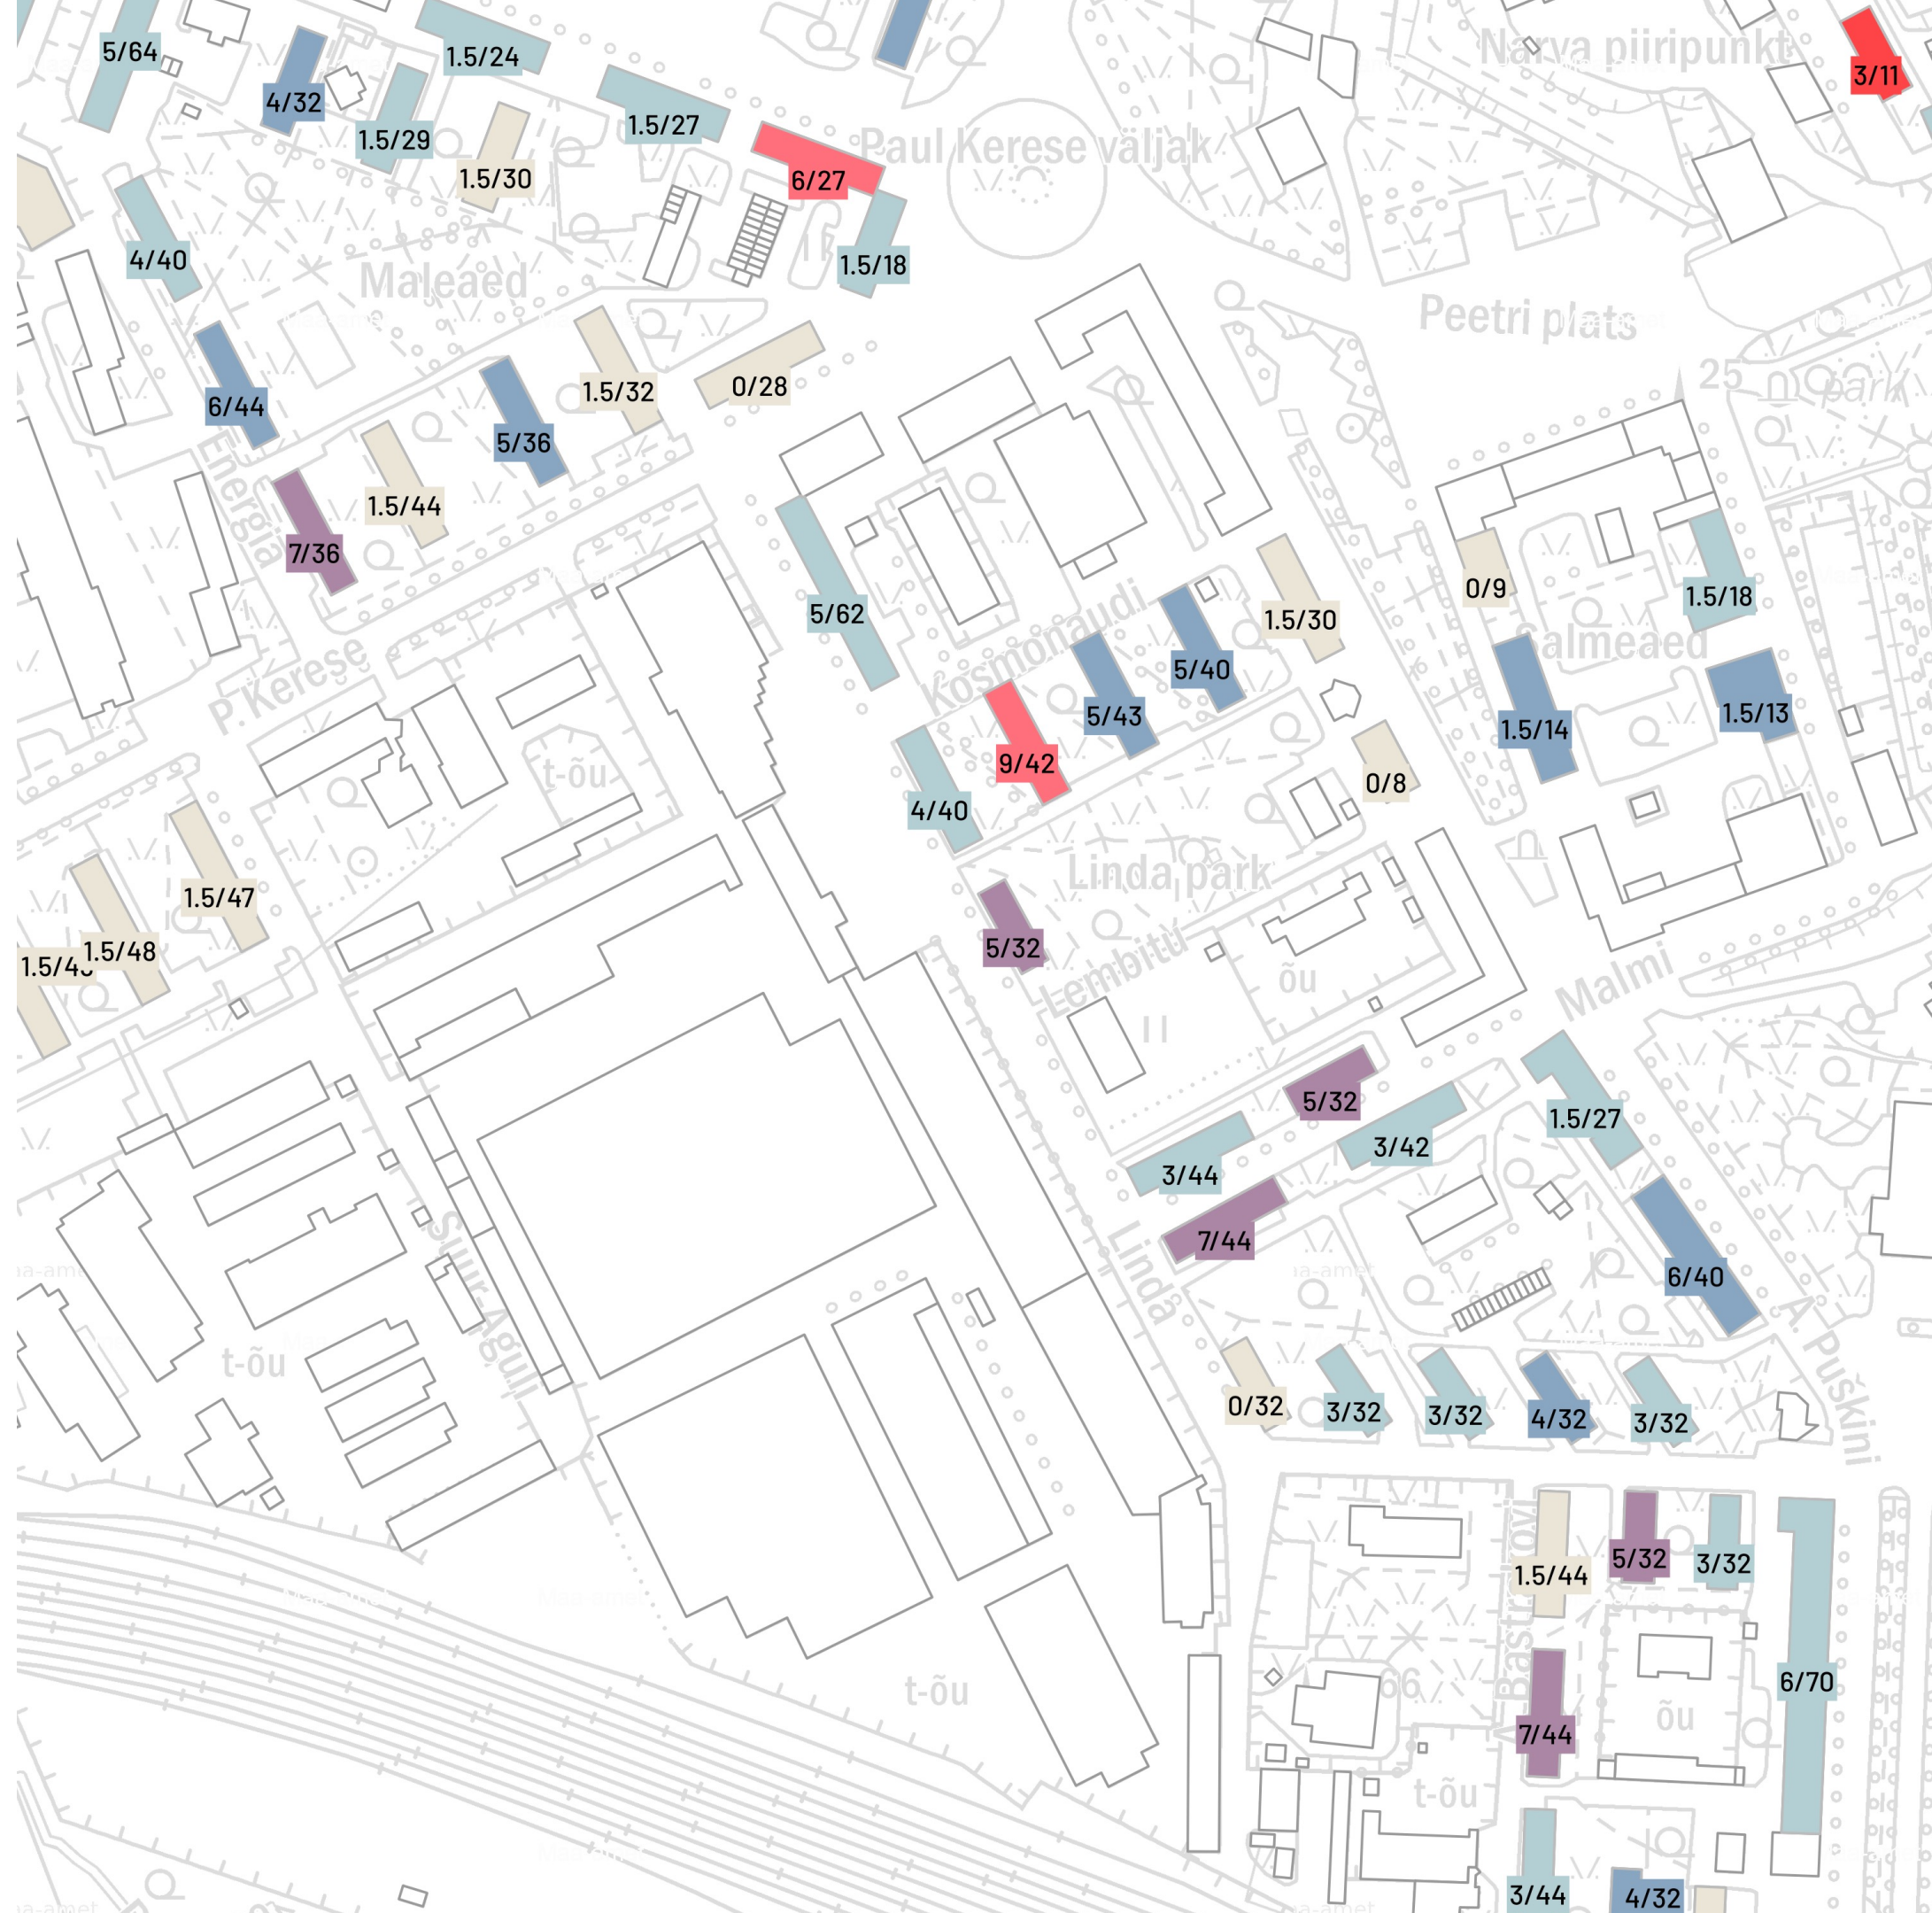 5/64
1.5/24
4/32
1.5/29
1.5/27
1.5/30
6/27
Paul Kerese väljak
Narva piiripunkt
3/11
4/40
Maleaed
1.5/18
Peetri plats
25
park
6/44
5/36
1.5/32
0/28
Energia
7/36
1.5/44
5/62
Kosmonaudi
5/40
1.5/30
0/9
1.5/18
Salmeaed
P. Kerese
5/43
9/42
4/40
0/8
1.5/14
1.5/13
t-õu
Linda park
1.5/47
1.5/48
5/32
Lembitu
õu
Malmi
5/32
3/42
1.5/27
3/44
7/44
Linda
6/40
A. Puškini
Suur-Aguli
t-õu
0/32
3/32
3/32
4/32
3/32
1.5/44
5/32
3/32
66
t-õu
õu
6/70
7/44
t-õu
3/44
4/32
Maa-amet